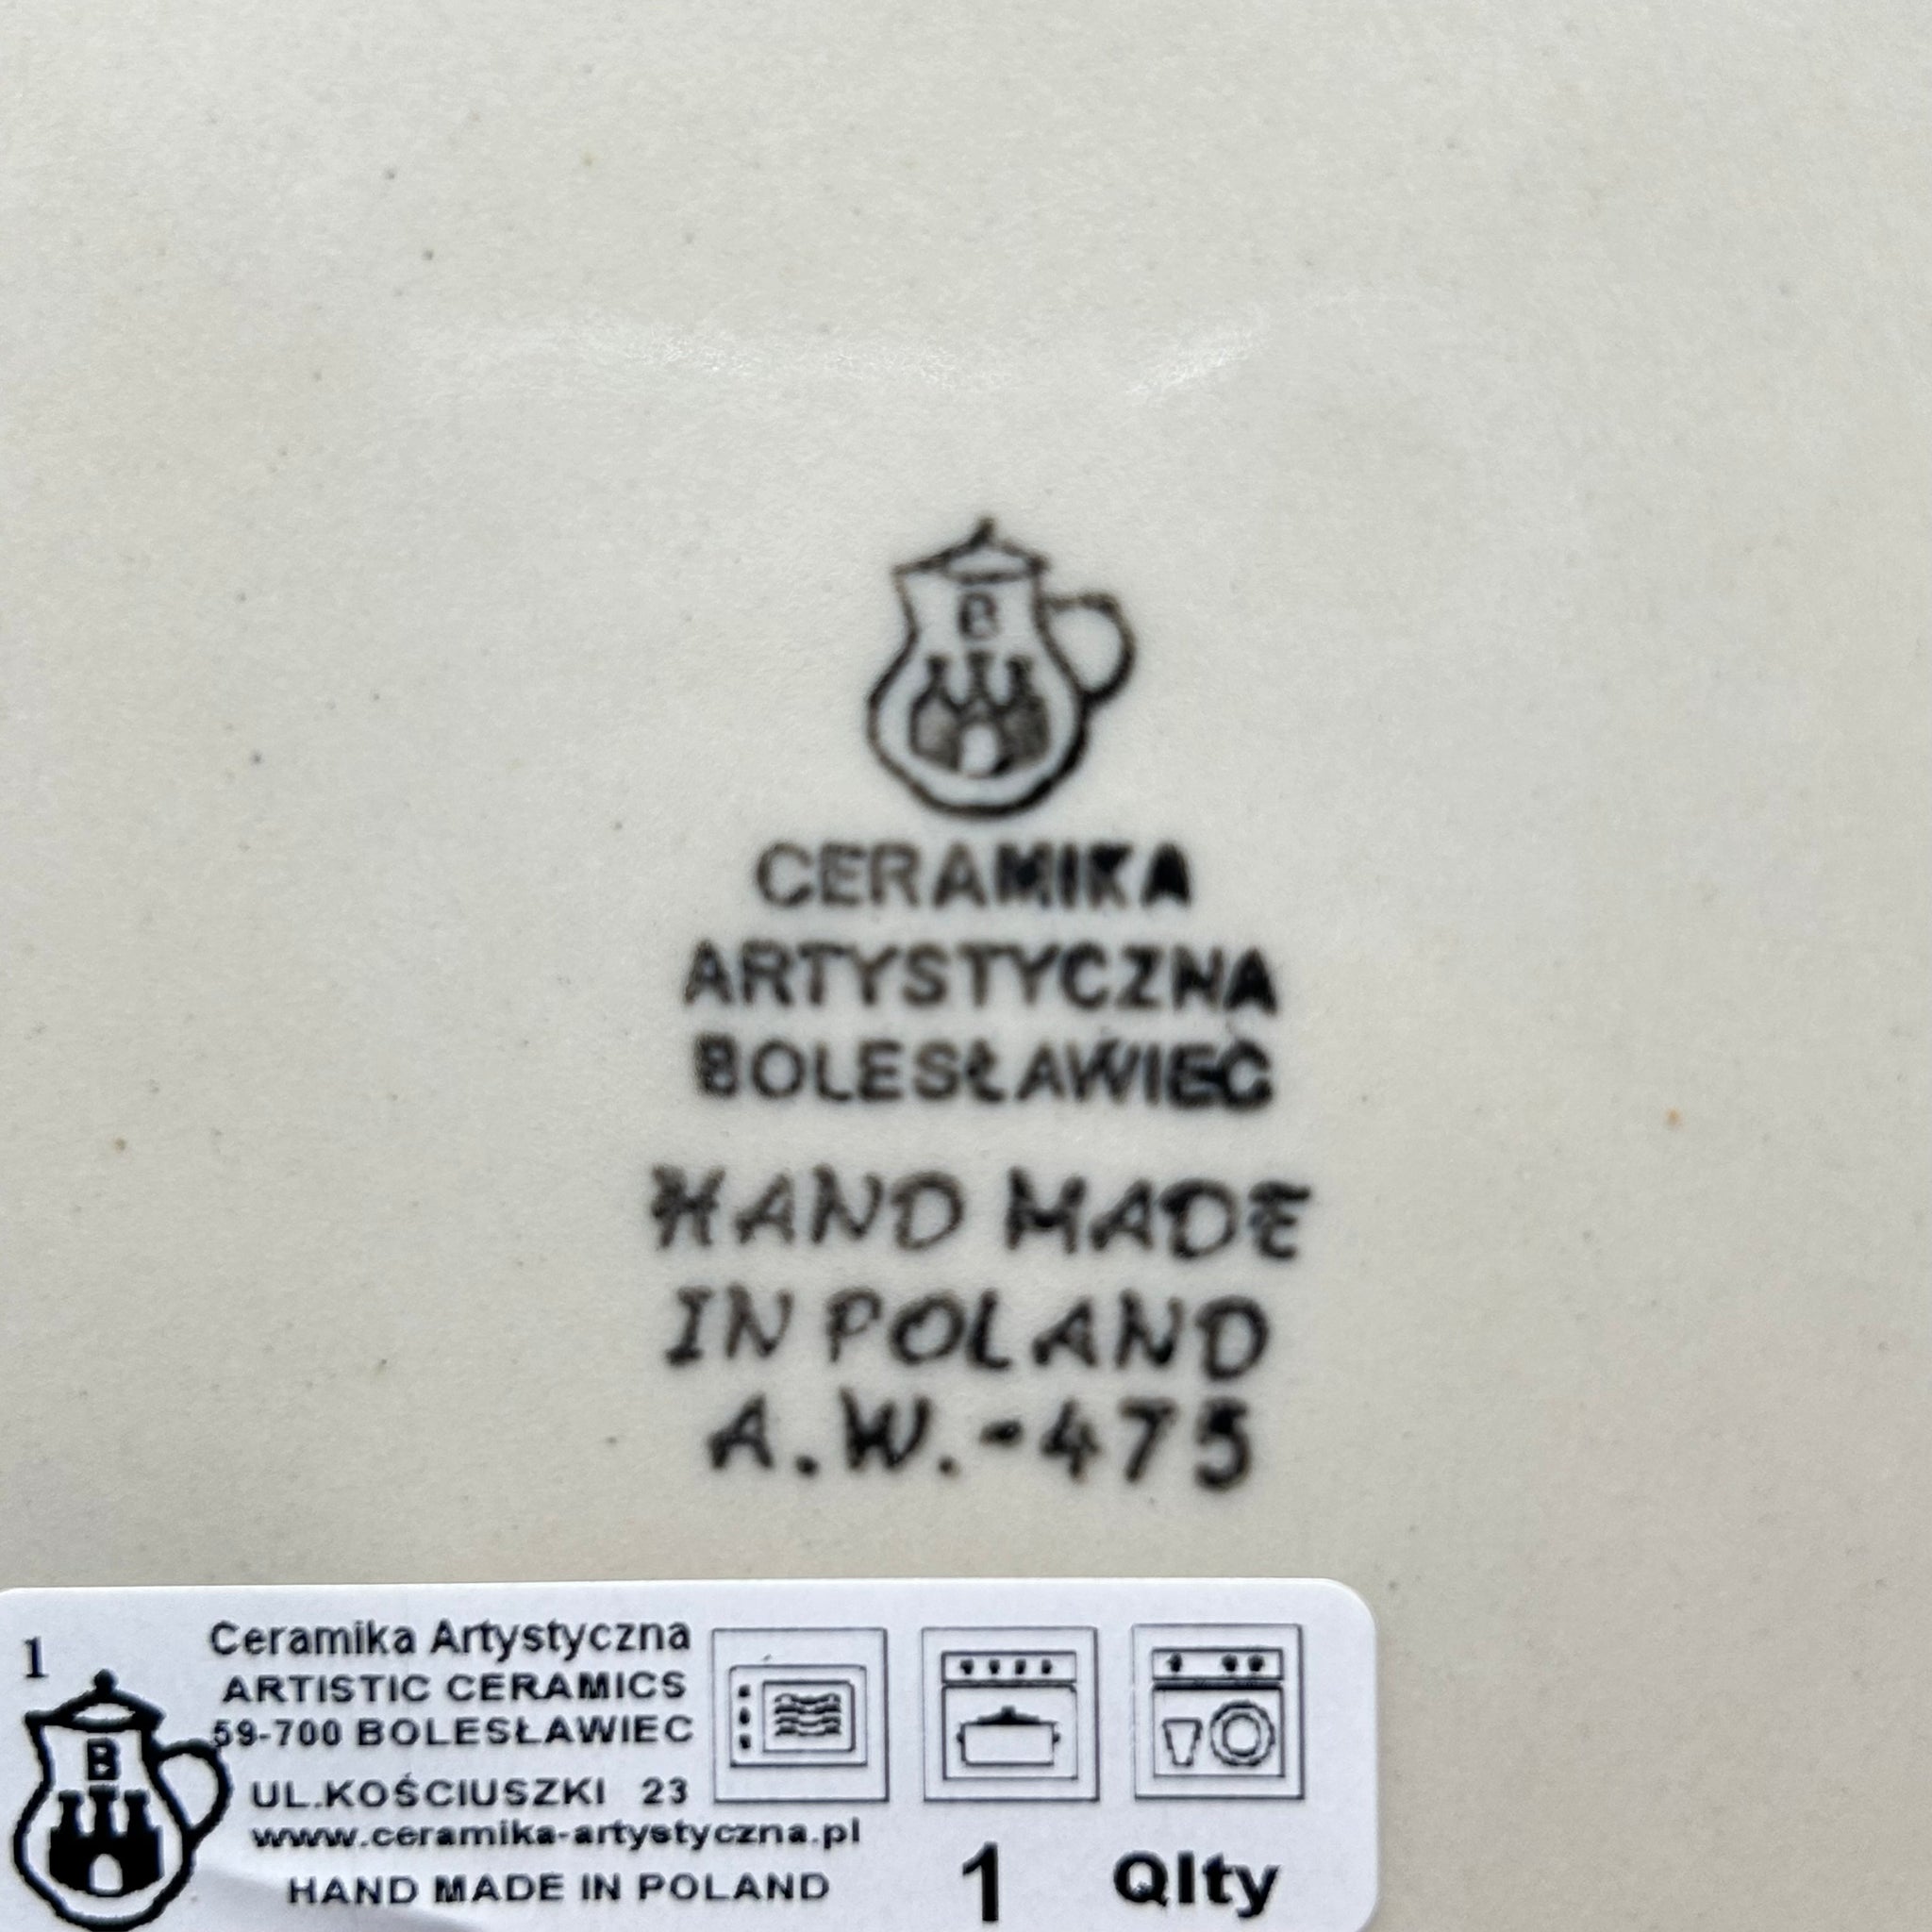 B
CERAMIKA
ARTYSTYCZNA
BOLESŁAWIEC
HAND MADE
IN POLAND
A.W.-475
1
B
Ceramika Artystyczna
ARTISTIC CERAMICS
59-700 BOLESŁAWIEC
UL.KOŚCIUSZKI 23
www.ceramika-artystyczna.pl
HAND MADE IN POLAND
1 Qlty